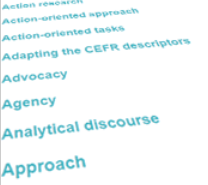 Action research
Action-oriented approach
Action-oriented tasks
Adapting the CEFR descriptors
Advocacy
Agency
Analytical discourse
Approach